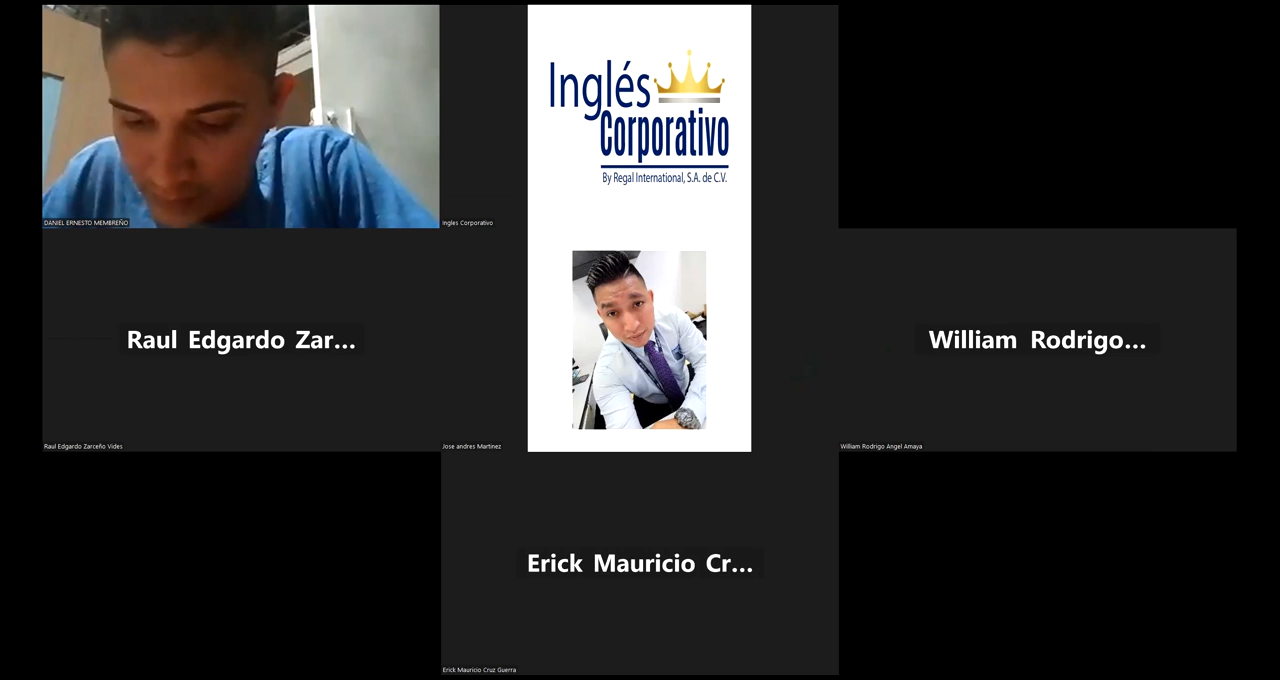 Inglés
Corporativo
By Regal International, S.A. de C.V.
DANIEL ERNESTO MEMBREÑO
Ingles Corporativo
Raul Edgardo Zar...
William Rodrigo...
Raul Edgardo Zarceño Vides
Jose andres Martinez
William Rodrigo Angel Amaya
Erick Mauricio Cr...
Erick Mauricio Cruz Guerra